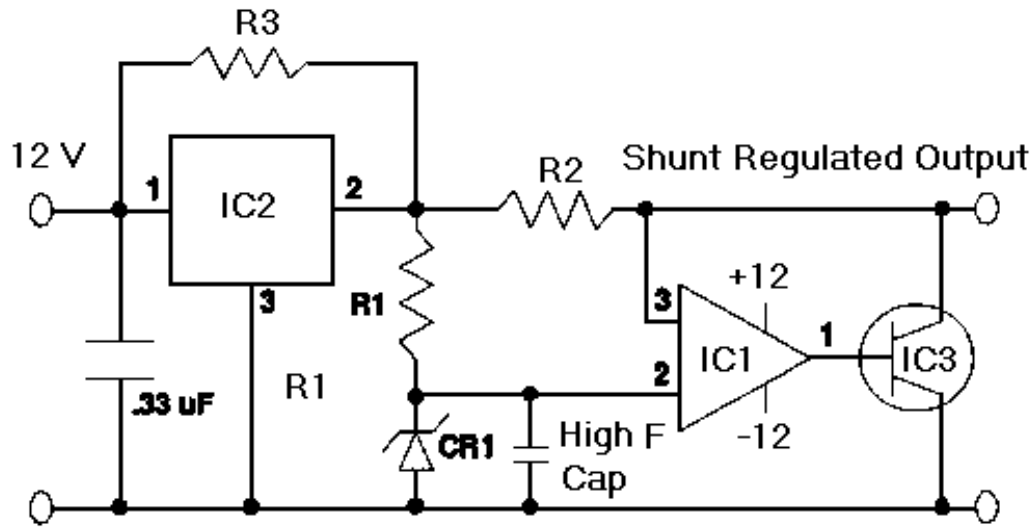 R3
12 V
1
IC2
2
R2
Shunt Regulated Output
3
R1
+12
3
IC1
1
IC3
2
.33 uF
R1
CR1
High F
Cap
-12